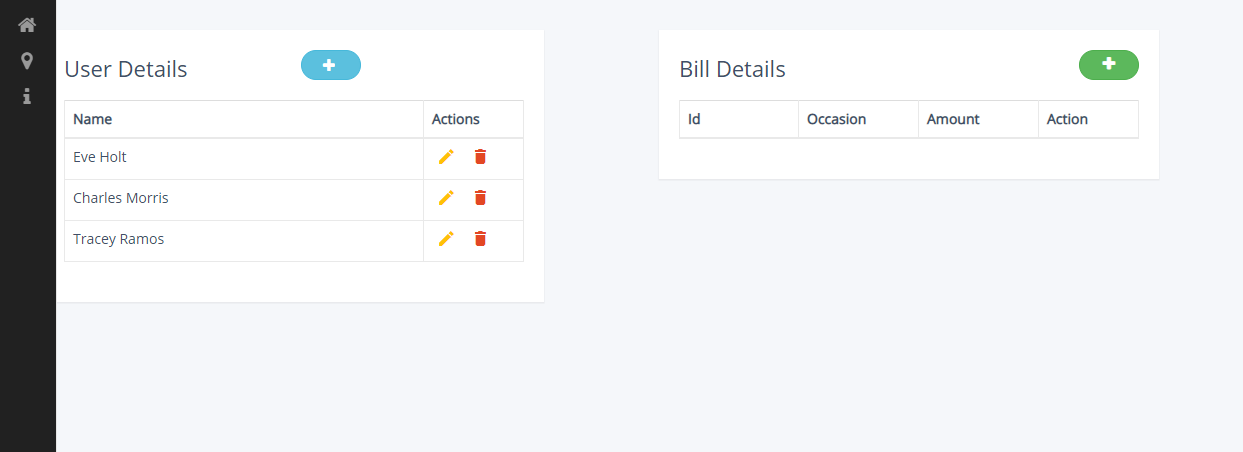 User Details
Name Actions
Eve Holt
Charles Morris
Tracey Ramos
Bill Details
Id Occasion Amount Action